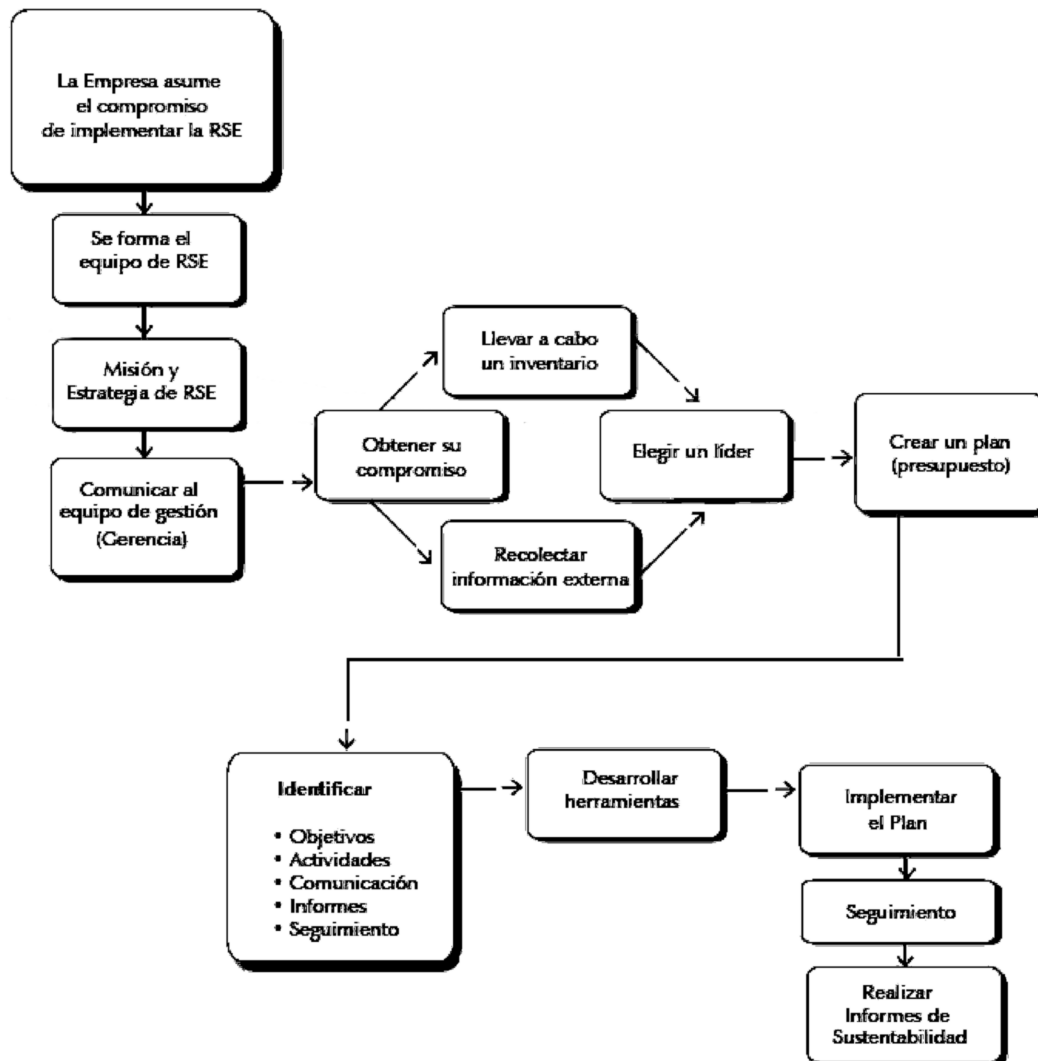 La Empresa asume
el compromiso
de implementar la RSE
Se forma el
equipo de RSE
Misión y
Estrategia de RSE
Comunicar al
equipo de gestión
(Gerencia)
Obtener su
compromiso
Llevar a cabo
un inventario
Recolectar
información externa
Elegir un líder
Crear un plan
(presupuesto)
Identificar
• Objetivos
• Actividades
• Comunicación
• Informes
• Seguimiento
Desarrollar
herramientas
Implementar
el Plan
Seguimiento
Realizar
Informes de
Sustentabilidad